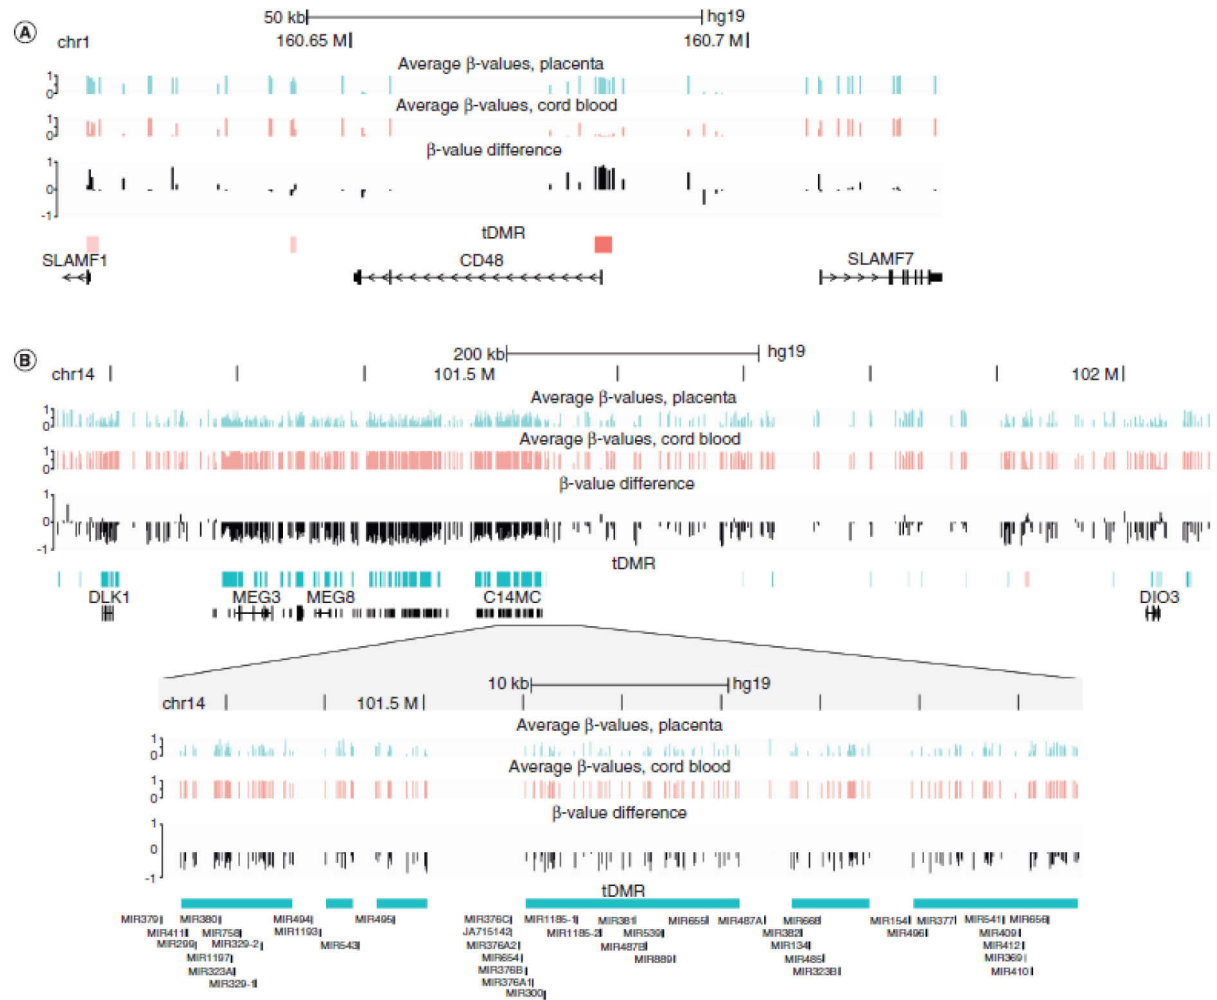 A
50 kb hg19
chr1 160.65 M 160.7 M
Average β-values, placenta
1
0
Average β-values, cord blood
1
0
β-value difference
1
0
-1
tDMR
SLAMF1 CD48 SLAMF7
B
200 kb hg19
chr14 101.5 M 102 M
Average β-values, placenta
1
0
Average β-values, cord blood
1
0
β-value difference
1
0
-1
tDMR
DLK1 MEG3 MEG8 C14MC DIO3
10 kb hg19
chr14 101.5 M
Average β-values, placenta
1
0
Average β-values, cord blood
1
0
β-value difference
1
0
-1
tDMR
MIR379 MIR380 MIR494 MIR495 MIR376C MIR1185-1 MIR381 MIR655 MIR487A MIR668 MIR154 MIR377 MIR541 MIR656
MIR411 MIR758 MIR1193 JA715142 MIR1185-2 MIR539 MIR382 MIR496 MIR409
MIR299 MIR329-2 MIR543 MIR376A2 MIR487B MIR134 MIR412
MIR1197 MIR654 MIR889 MIR485 MIR369
MIR323A MIR376B MIR323B MIR410
MIR329-1 MIR376A1
MIR300